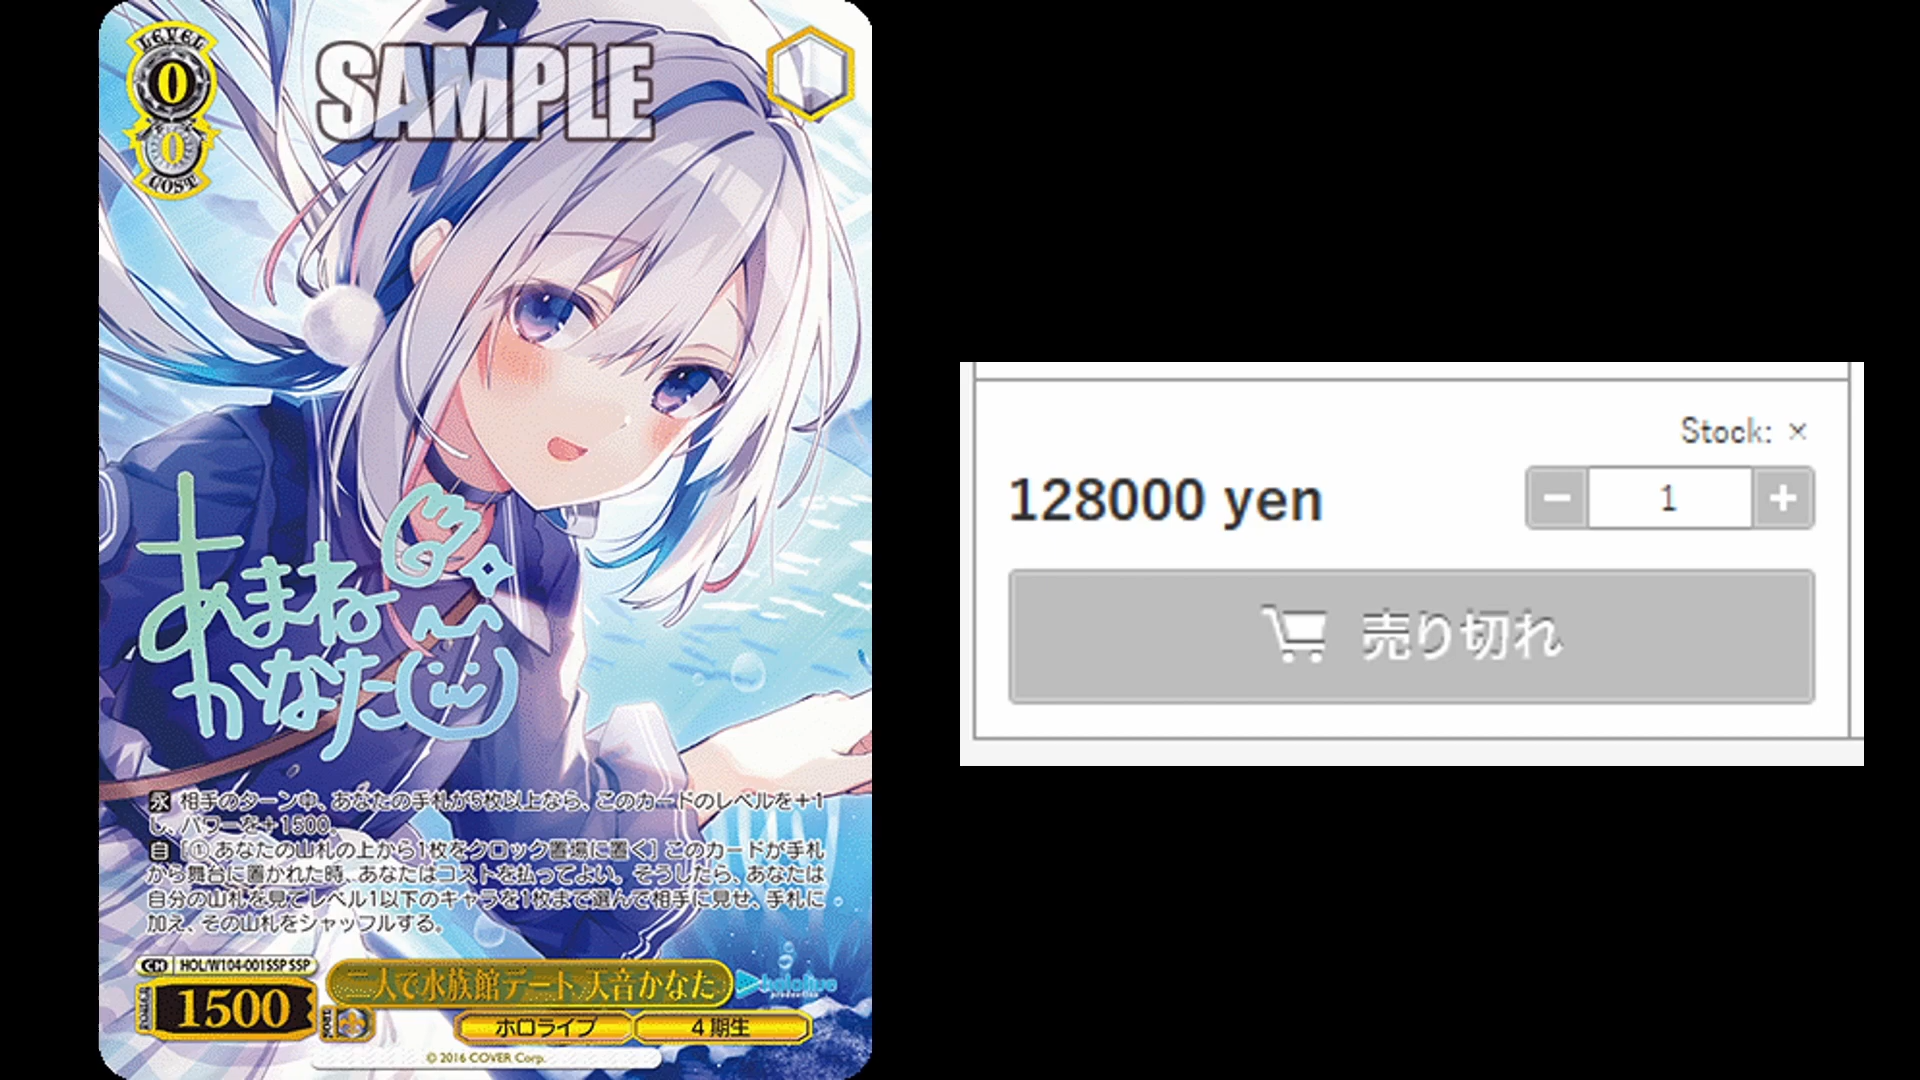 LEVEL
0
0
COST
SAMPLE
あまね
かなた
永 相手のターン中、あなたの手札が5枚以上なら、このカードのレベルを+1
し、パワーを+1500。
自 [① あなたの山札の上から1枚をクロック置場に置く] このカードが手札
から舞台に置かれた時、あなたはコストを払ってよい。そうしたら、あなたは
自分の山札を見てレベル1以下のキャラを1枚まで選んで相手に見せ、手札に
加え、その山札をシャッフルする。
CH HOL/W104-001SSP SSP
POWER 1500 SOUL
二人で水族館デート 天音かなた
hololive production
ホロライブ 4期生
© 2016 COVER Corp.
Stock: ×
128000 yen
− 1 +
売り切れ